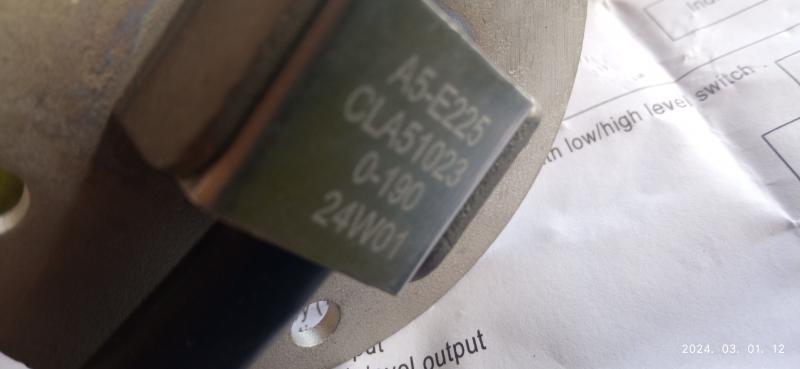 A5-E225
CLA51023
0-190
24W01
low/high level switch
level output
2024. 03. 01. 12